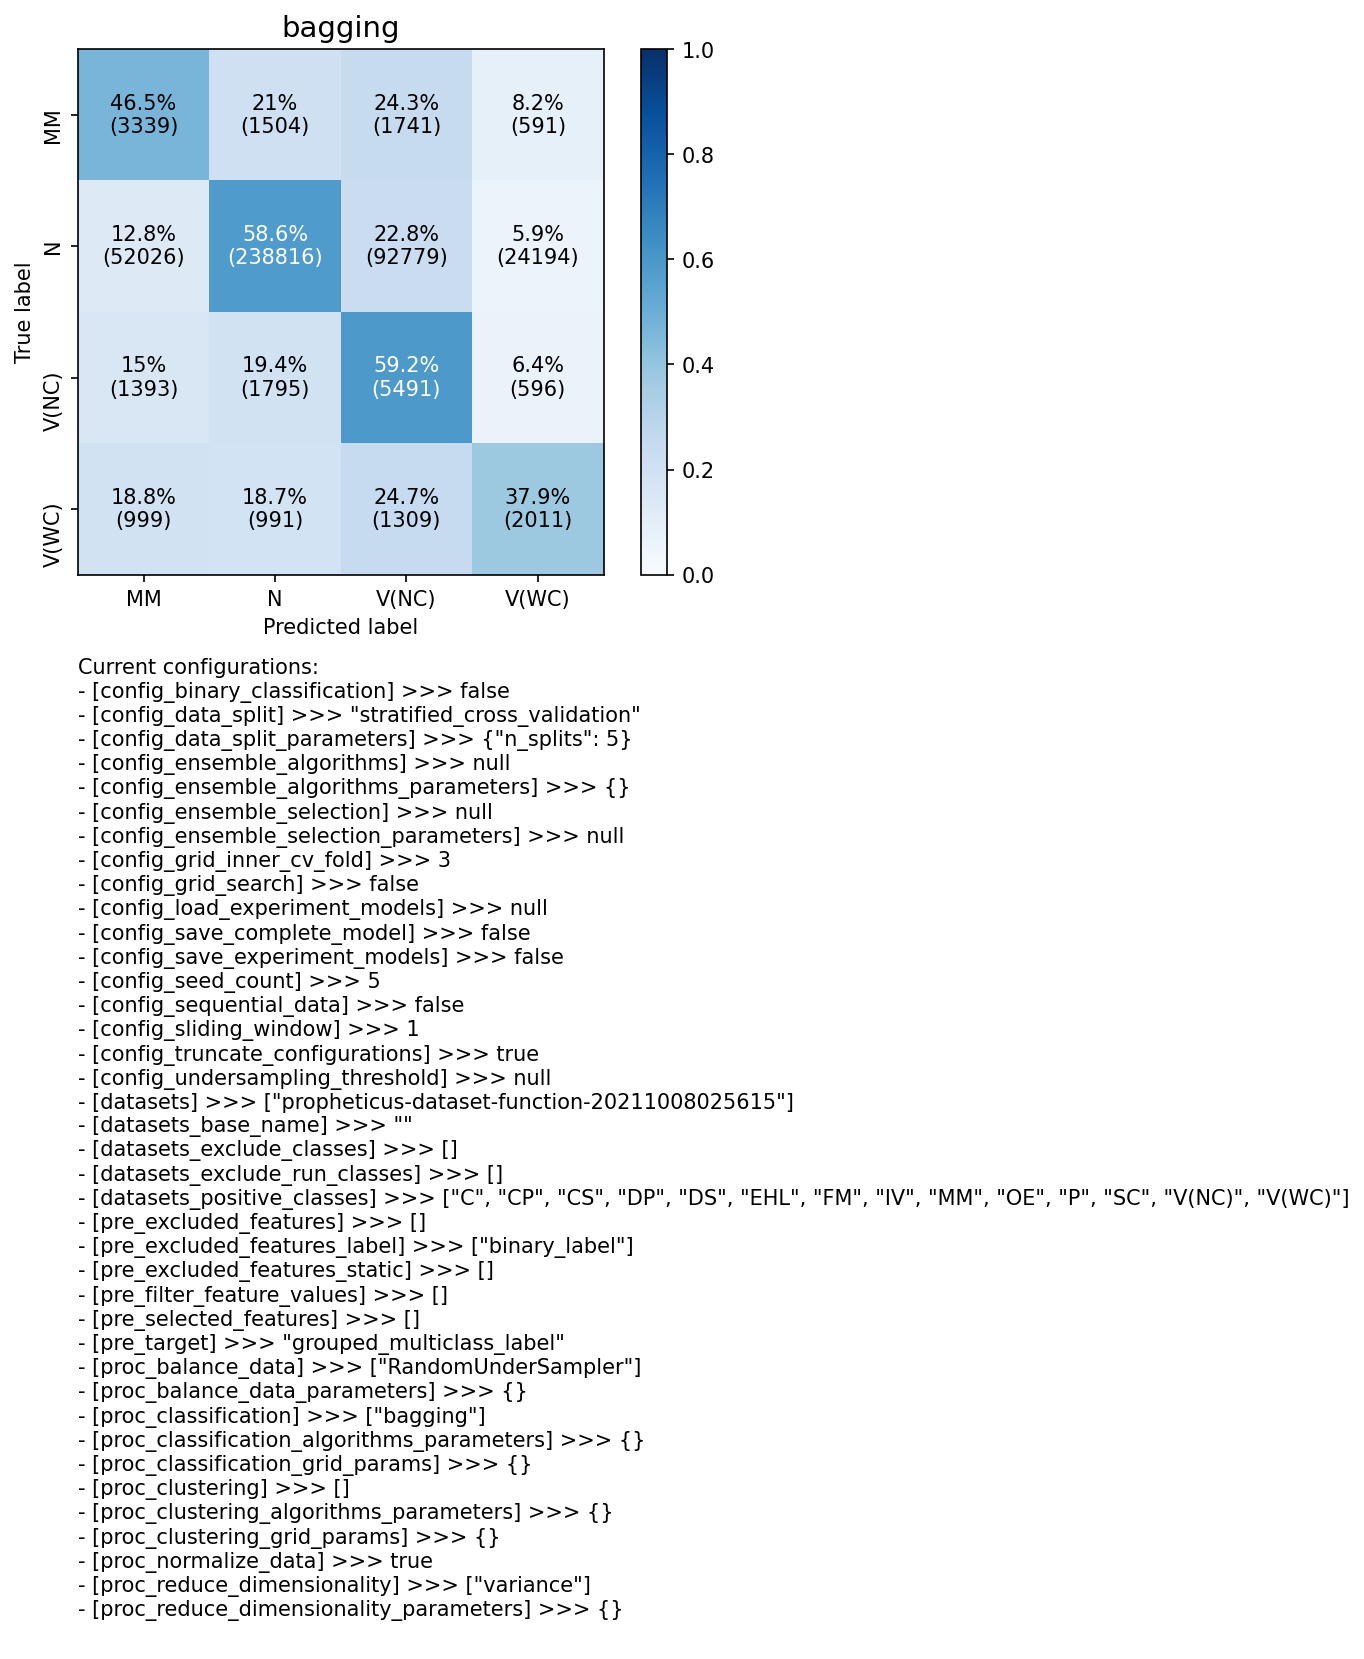 bagging
46.5%
(3339)
21%
(1504)
24.3%
(1741)
8.2%
(591)
12.8%
(52026)
58.6%
(238816)
22.8%
(92779)
5.9%
(24194)
15%
(1393)
19.4%
(1795)
59.2%
(5491)
6.4%
(596)
18.8%
(999)
18.7%
(991)
24.7%
(1309)
37.9%
(2011)
True label
MM
N
V(NC)
V(WC)
MM
N
V(NC)
V(WC)
Predicted label
1.0
0.8
0.6
0.4
0.2
0.0
Current configurations:
- [config_binary_classification] >>> false
- [config_data_split] >>> "stratified_cross_validation"
- [config_data_split_parameters] >>> {"n_splits": 5}
- [config_ensemble_algorithms] >>> null
- [config_ensemble_algorithms_parameters] >>> {}
- [config_ensemble_selection] >>> null
- [config_ensemble_selection_parameters] >>> null
- [config_grid_inner_cv_fold] >>> 3
- [config_grid_search] >>> false
- [config_load_experiment_models] >>> null
- [config_save_complete_model] >>> false
- [config_save_experiment_models] >>> false
- [config_seed_count] >>> 5
- [config_sequential_data] >>> false
- [config_sliding_window] >>> 1
- [config_truncate_configurations] >>> true
- [config_undersampling_threshold] >>> null
- [datasets] >>> ["propheticus-dataset-function-20211008025615"]
- [datasets_base_name] >>> ""
- [datasets_exclude_classes] >>> []
- [datasets_exclude_run_classes] >>> []
- [datasets_positive_classes] >>> ["C", "CP", "CS", "DP", "DS", "EHL", "FM", "IV", "MM", "OE", "P", "SC", "V(NC)", "V(WC)"]
- [pre_excluded_features] >>> []
- [pre_excluded_features_label] >>> ["binary_label"]
- [pre_excluded_features_static] >>> []
- [pre_filter_feature_values] >>> []
- [pre_selected_features] >>> []
- [pre_target] >>> "grouped_multiclass_label"
- [proc_balance_data] >>> ["RandomUnderSampler"]
- [proc_balance_data_parameters] >>> {}
- [proc_classification] >>> ["bagging"]
- [proc_classification_algorithms_parameters] >>> {}
- [proc_classification_grid_params] >>> {}
- [proc_clustering] >>> []
- [proc_clustering_algorithms_parameters] >>> {}
- [proc_clustering_grid_params] >>> {}
- [proc_normalize_data] >>> true
- [proc_reduce_dimensionality] >>> ["variance"]
- [proc_reduce_dimensionality_parameters] >>> {}